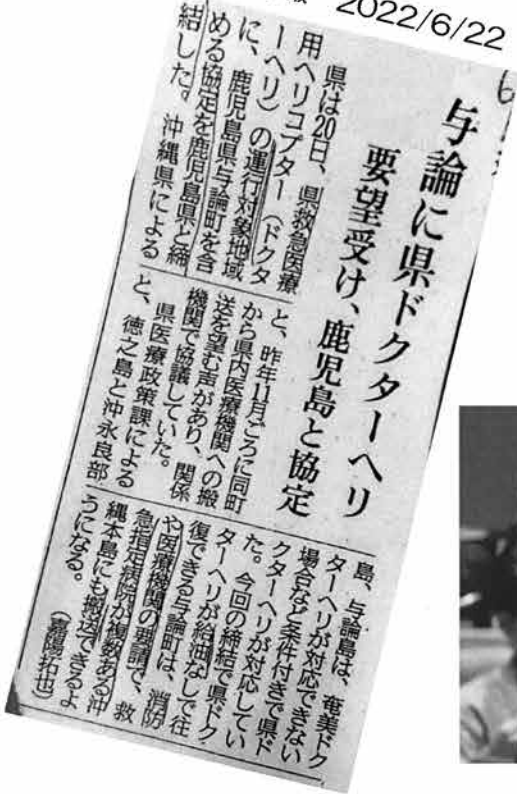 2022/6/22
与論に県ドクターヘリ
要望受け、鹿児島と協定
県は20日、県救急医療
用ヘリコプター(ドクタ
ーヘリ)の運行対象地域
に、鹿児島県与論町を含
める協定を鹿児島県と締
結した。沖縄県による
と、昨年11月ごろに同町
から県内医療機関への搬
送を望む声があり、関係
機関で協議していた。
県医療政策課による
と、徳之島と沖永良部
島、与論島は、奄美ドク
ターヘリが対応できない
場合など条件付きで県ド
クターヘリが対応してい
た。今回の締結で県ドク
ターヘリが給油なしで往
復できる与論町は、消防
や医療機関の要請で、救
急指定病院が複数ある沖
縄本島にも搬送できるよ
うになる。
(嘉陽拓也)